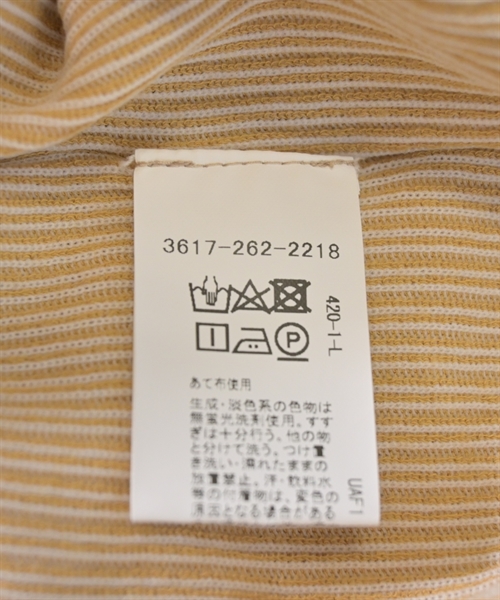 3617-262-2218
420-1-L
P
あて布使用
生成・淡色系の色物は
無蛍光洗剤使用。すす
ぎは十分行う。他の物
と分けて洗う。つけ置
き洗い・濡れたままの
放置禁止。汗・飲料水
等の付着物は、変色の
原因となる場合が
UAF1